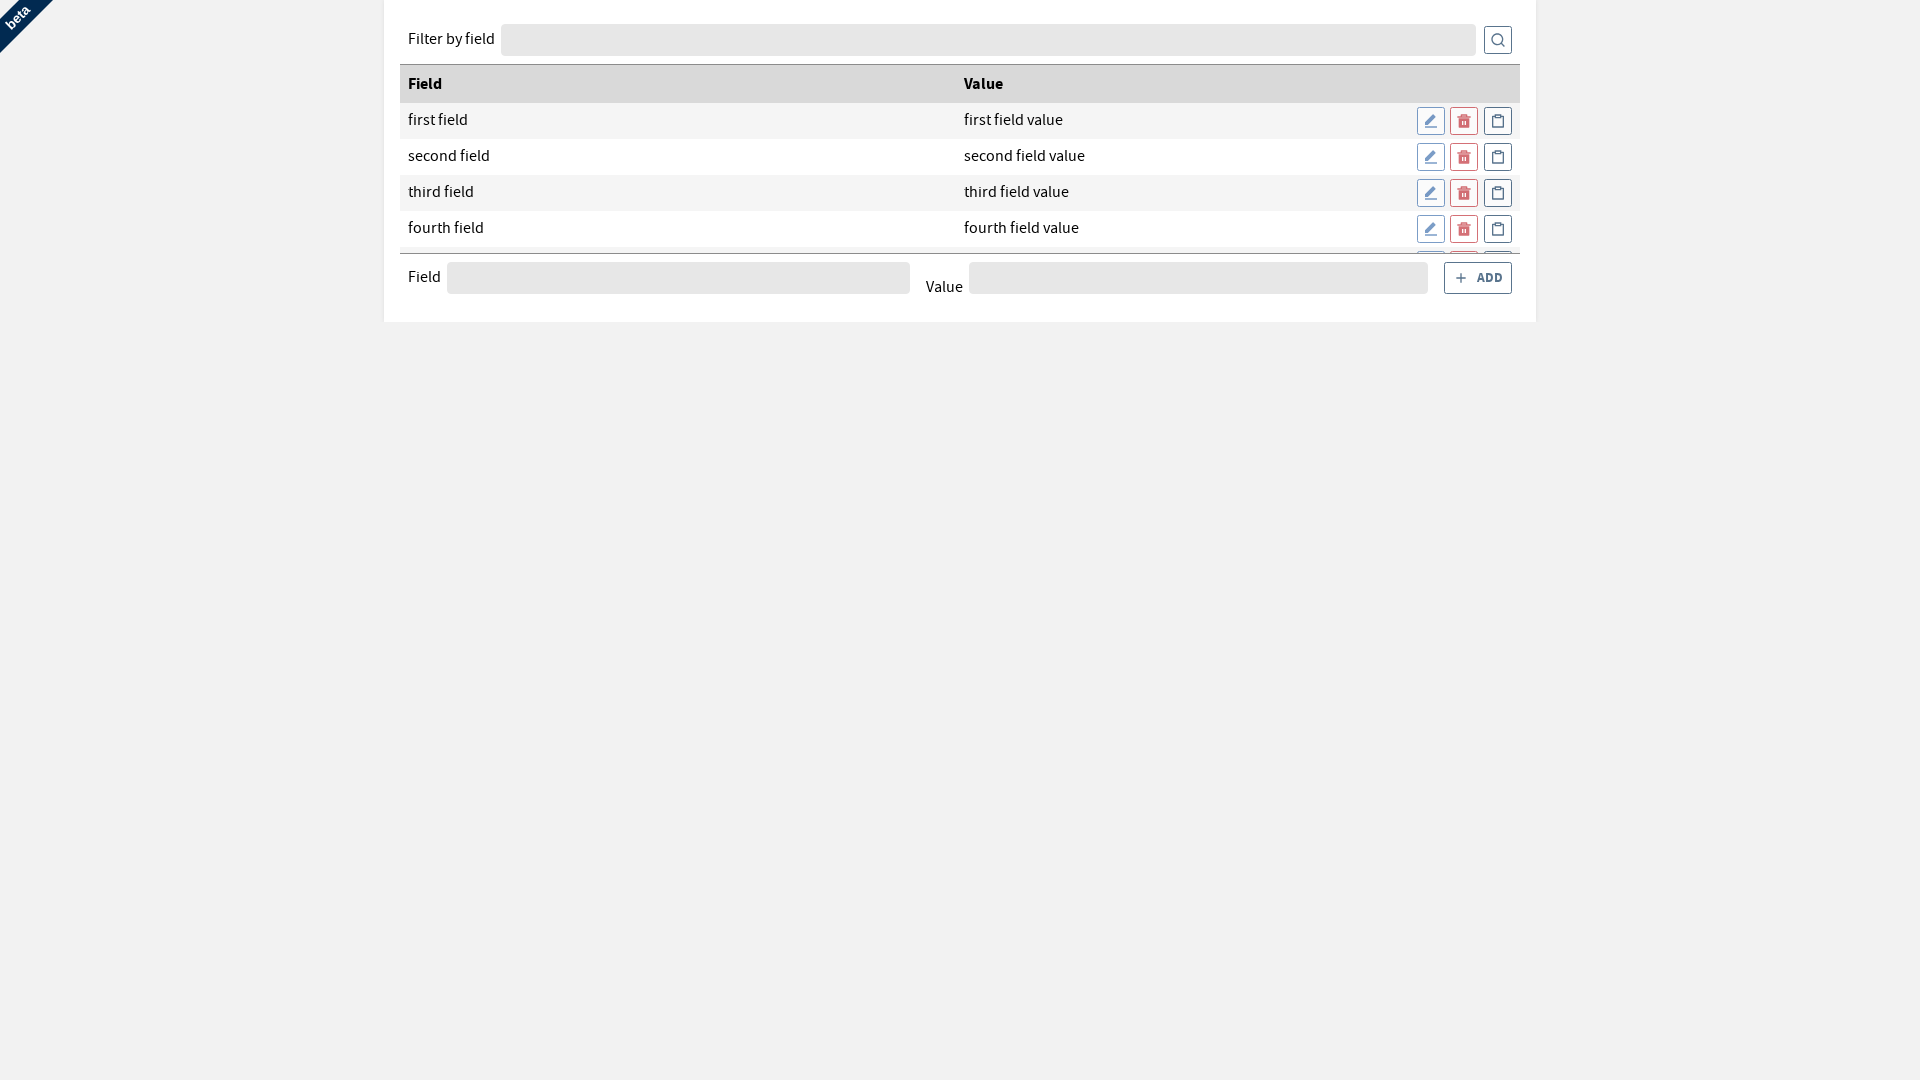 beta
Filter by field
Field Value
first field first field value
second field second field value
third field third field value
fourth field fourth field value
Field Value ADD